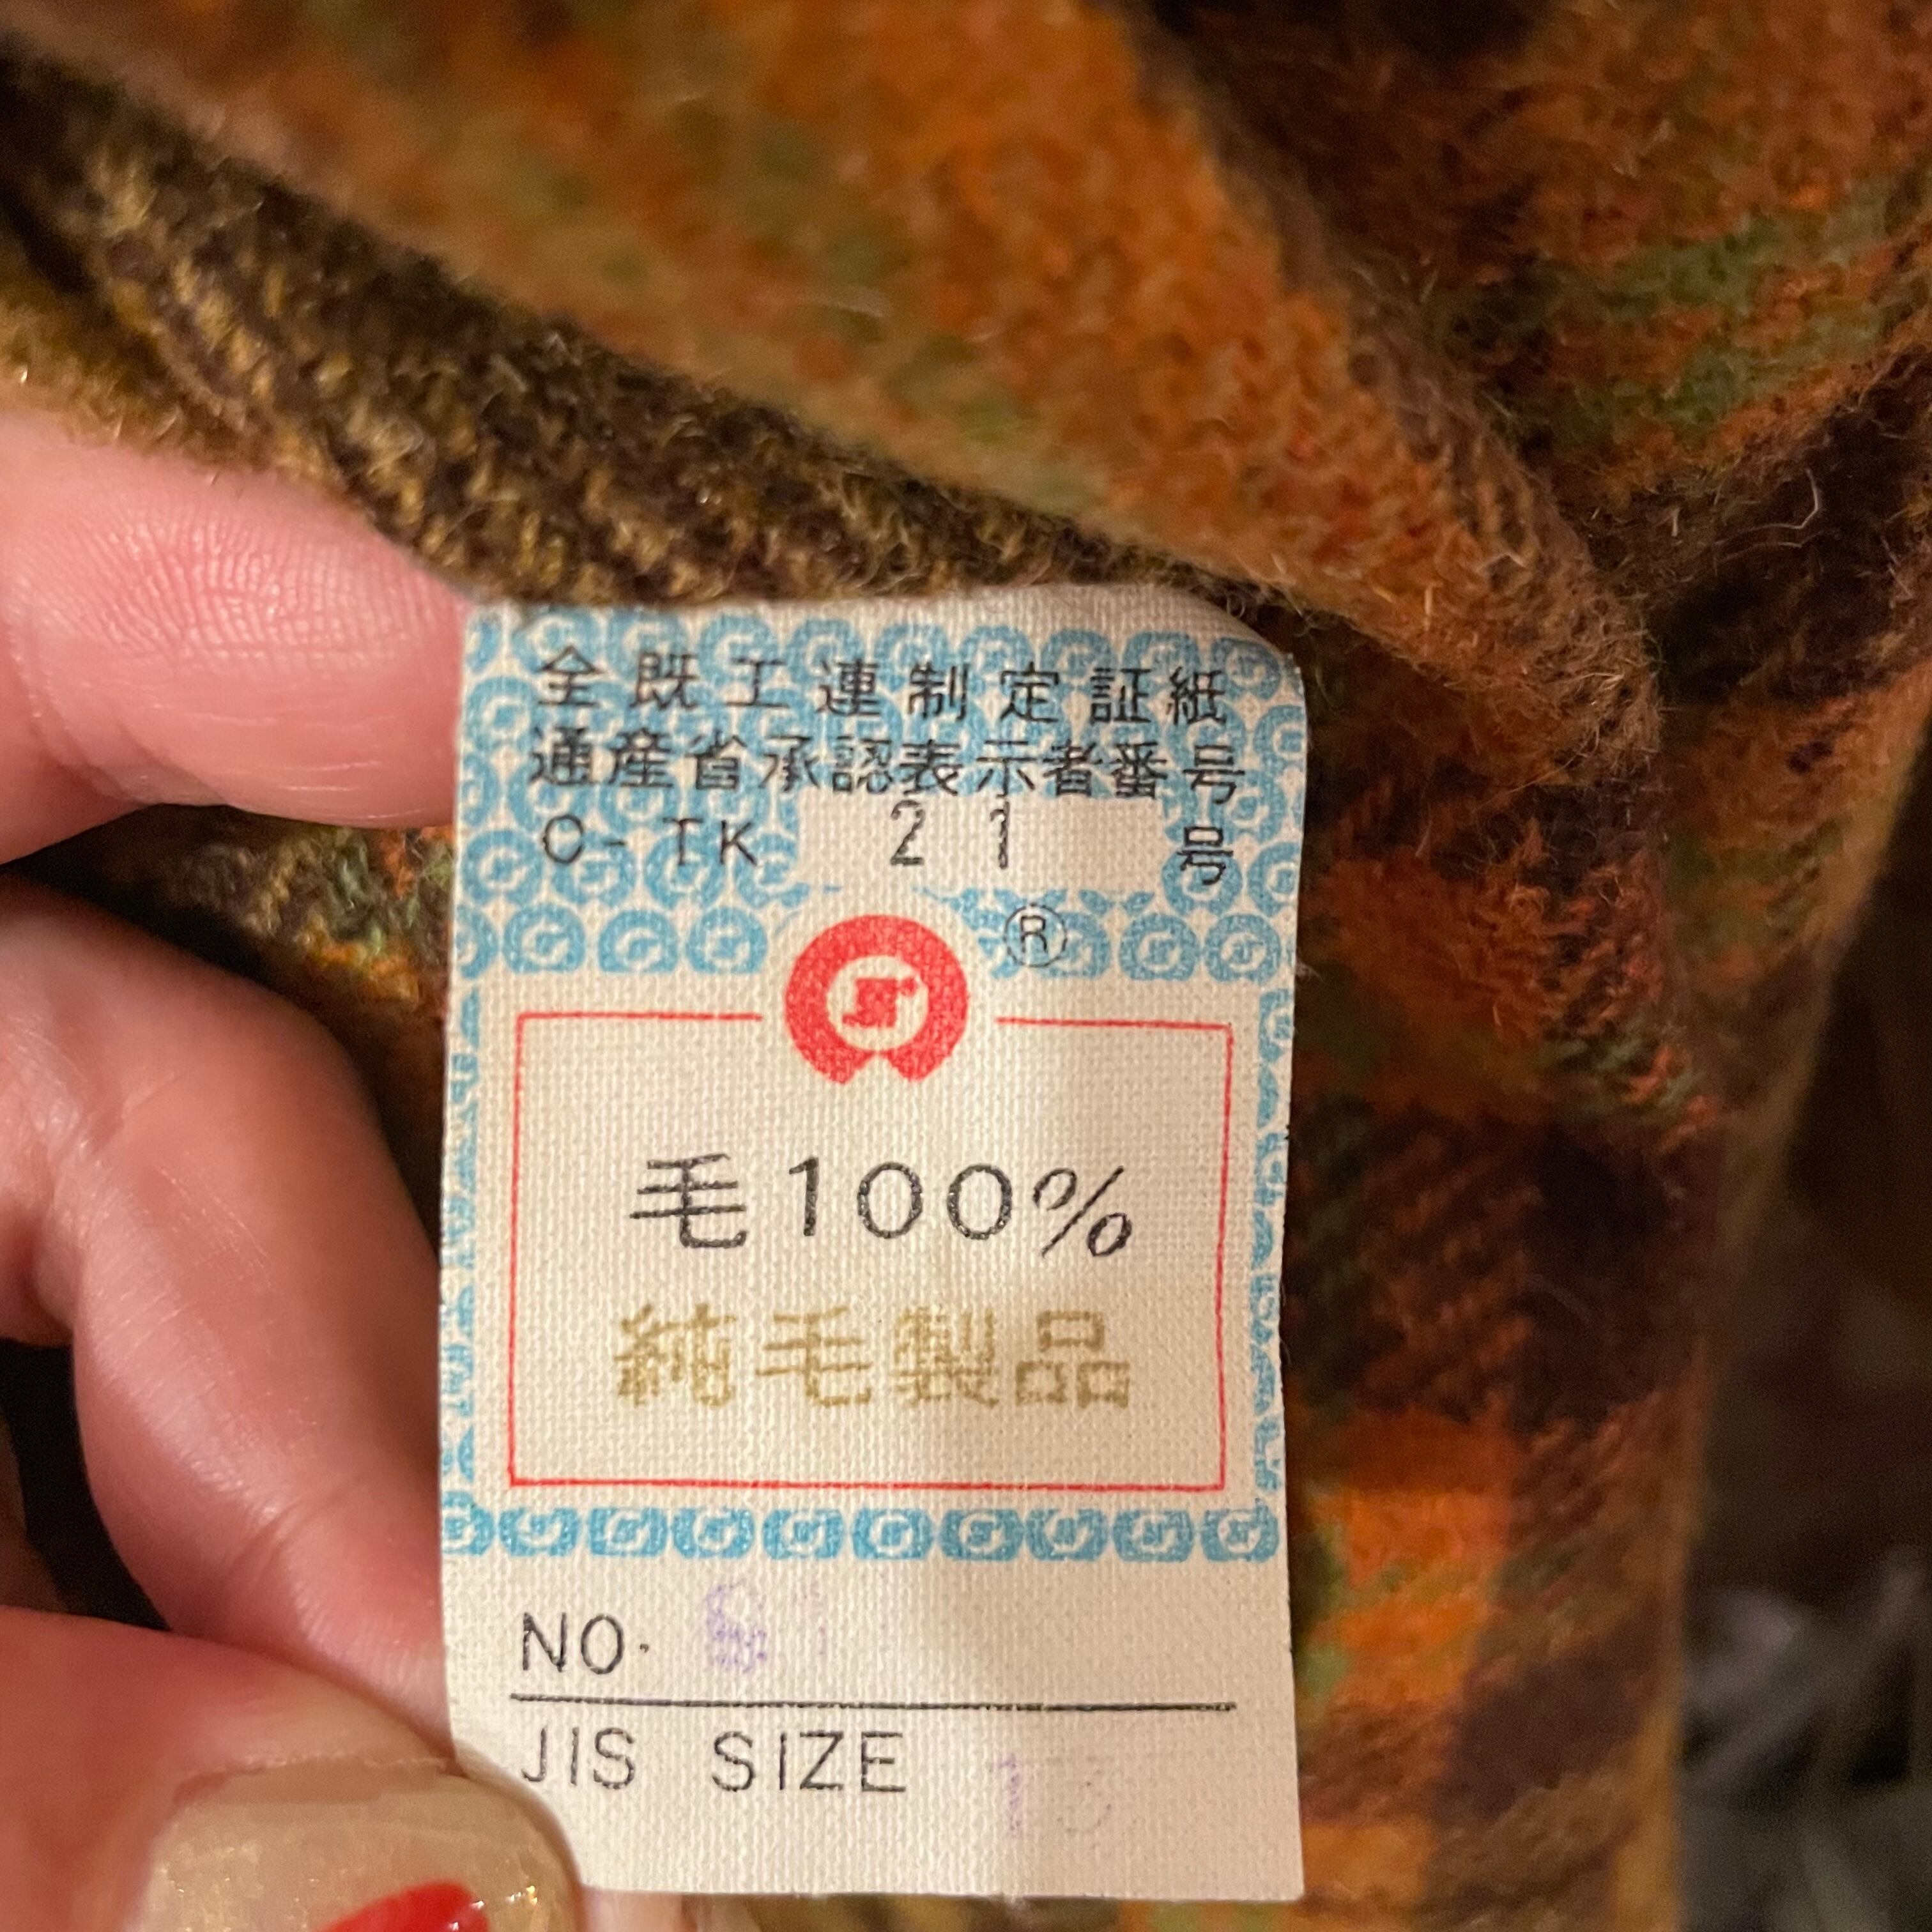 全既工連制定証紙
通産省承認表示者番号
C-TK 21 号
®
毛100%
純毛製品
NO.
JIS SIZE 13